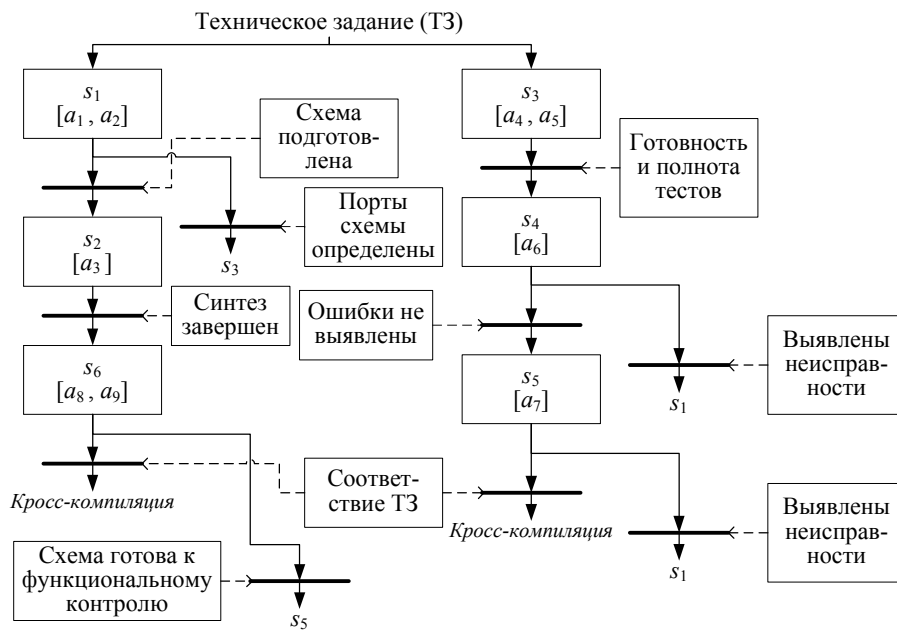 Техническое задание (ТЗ)
s1
[a1 , a2]
s3
[a4 , a5]
Схема
подготов-
лена
Готовность
и полнота
тестов
Порты
схемы
определены
s3
s2
[a3 ]
s4
[a6]
Синтез
завершен
Ошибки не
выявлены
Выявлены
неисправ-
ности
s1
s6
[a8 , a9]
s5
[a7]
Соответ-
ствие ТЗ
Кросс-компиляция
Кросс-компиляция
Выявлены
неисправ-
ности
s1
Схема готова к
функциональному
контролю
s5